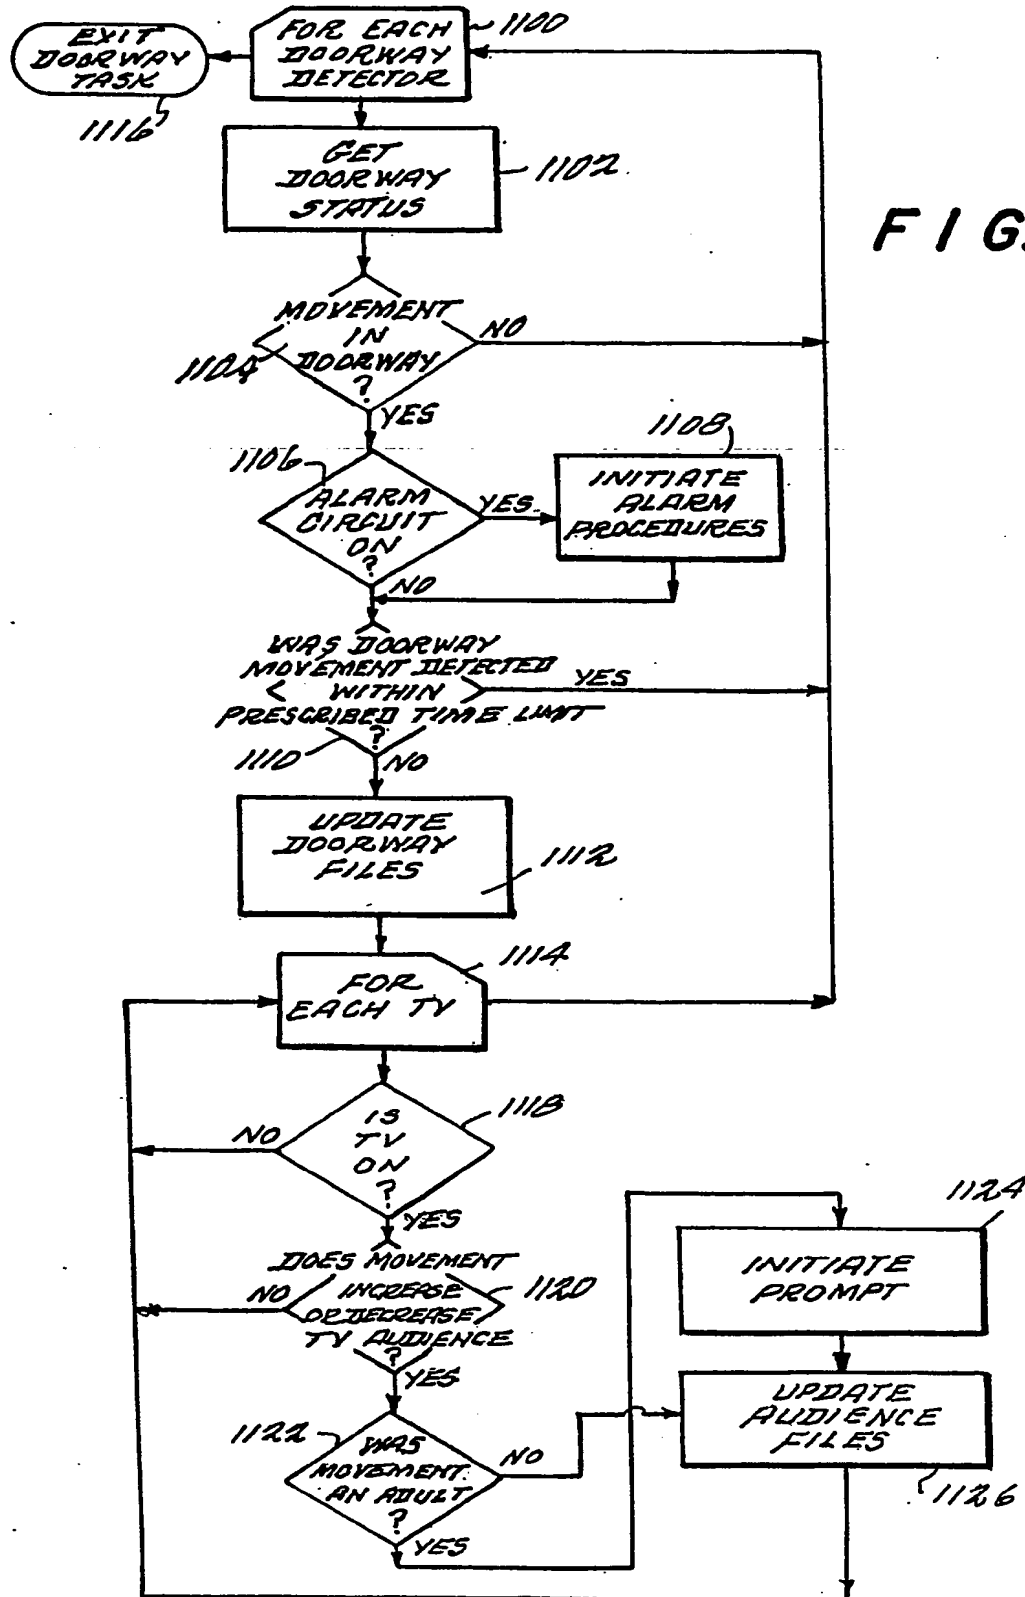 EXIT
DOORWAY
TASK
1116
FOR EACH
DOORWAY
DETECTOR
1100
GET
DOORWAY
STATUS
1102
FIG.
MOVEMENT
IN
DOORWAY
?
1104
NO
YES
1106
ALARM
CIRCUIT
ON
?
YES
NO
1108
INITIATE
ALARM
PROCEDURES
WAS DOORWAY
MOVEMENT DETECTED
WITHIN
PRESCRIBED TIME LIMIT
?
1110
YES
NO
UPDATE
DOORWAY
FILES
1112
FOR
EACH TV
1114
IS
TV
ON
?
1118
NO
YES
DOES MOVEMENT
INCREASE
OR DECREASE
TV AUDIENCE
?
1120
NO
YES
1122
WAS
MOVEMENT
AN ADULT
?
NO
YES
1124
INITIATE
PROMPT
UPDATE
AUDIENCE
FILES
1126